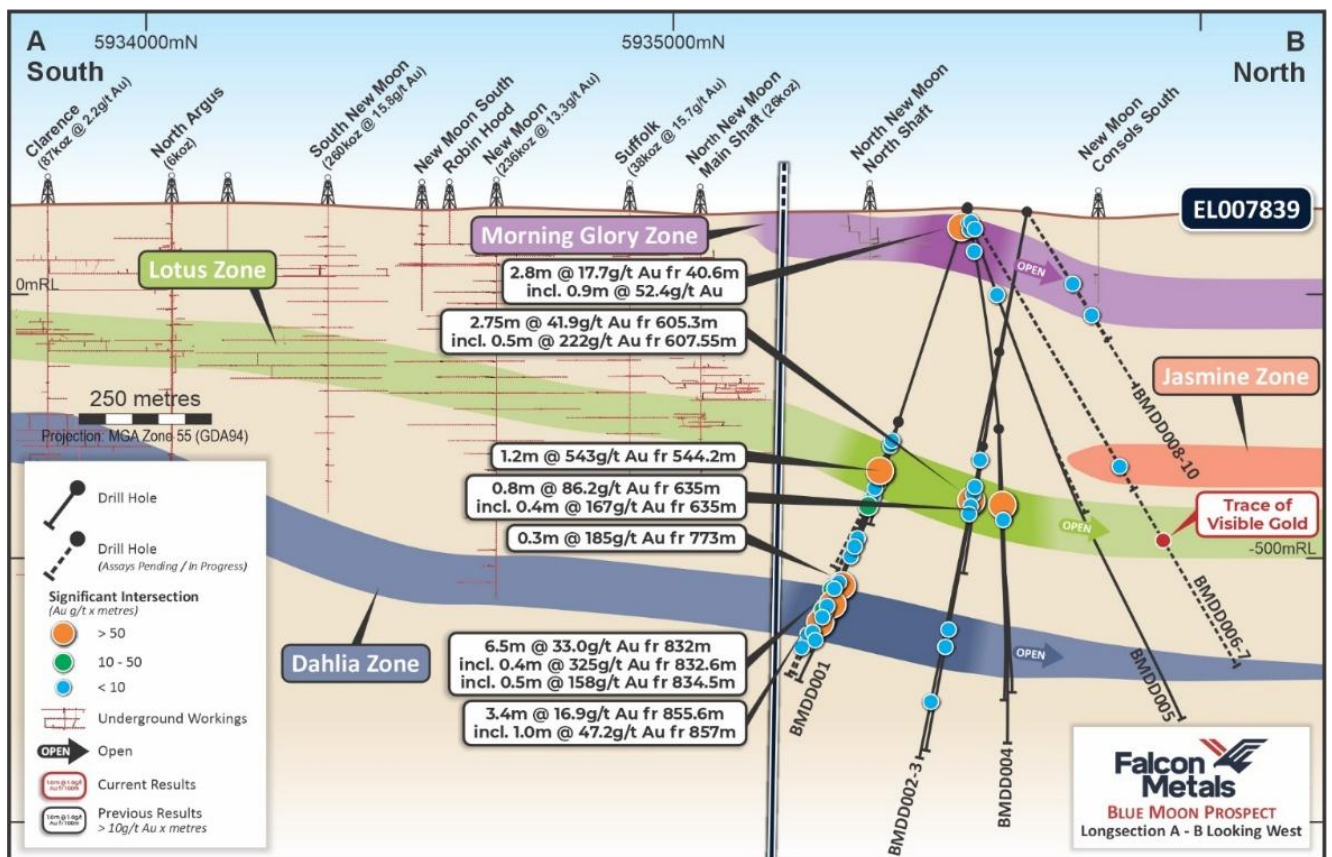 A
South
5934000mN
5935000mN
B
North
Clarence
(87koz @ 2.2g/t Au)
North Argus
(6koz)
South New Moon
(260koz @ 15.8g/t Au)
New Moon South
Robin Hood
New Moon
(236koz @ 13.3g/t Au)
Suffolk
(38koz @ 15.7g/t Au)
North New Moon
Main Shaft (26koz)
North New Moon
North Shaft
New Moon
Consols South
EL007839
Morning Glory Zone
Lotus Zone
0mRL
2.8m @ 17.7g/t Au fr 40.6m
incl. 0.9m @ 52.4g/t Au
OPEN
2.75m @ 41.9g/t Au fr 605.3m
incl. 0.5m @ 222g/t Au fr 607.55m
Jasmine Zone
250 metres
Projection: MGA Zone 55 (GDA94)
BMDD008-10
1.2m @ 543g/t Au fr 544.2m
0.8m @ 86.2g/t Au fr 635m
incl. 0.4m @ 167g/t Au fr 635m
Trace of
Visible Gold
OPEN
0.3m @ 185g/t Au fr 773m
-500mRL
Drill Hole
Drill Hole
(Assays Pending / In Progress)
Significant Intersection
(Au g/t x metres)
> 50
10 - 50
< 10
Underground Workings
OPEN
Open
Current Results
Previous Results
> 10g/t Au x metres
Dahlia Zone
6.5m @ 33.0g/t Au fr 832m
incl. 0.4m @ 325g/t Au fr 832.6m
incl. 0.5m @ 158g/t Au fr 834.5m
3.4m @ 16.9g/t Au fr 855.6m
incl. 1.0m @ 47.2g/t Au fr 857m
OPEN
BMDD001
BMDD002-3
BMDD004
BMDD005
BMDD006-7
Falcon
Metals
BLUE MOON PROSPECT
Longsection A - B Looking West